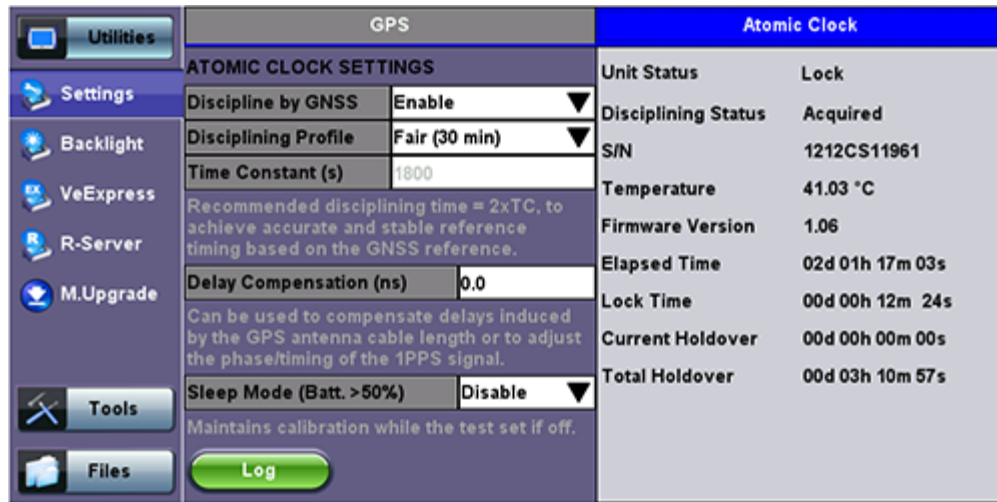 Utilities
Settings
Backlight
EX
VeExpress
R
R-Server
M.Upgrade
Tools
Files
GPS
ATOMIC CLOCK SETTINGS
Discipline by GNSS Enable
Disciplining Profile Fair (30 min)
Time Constant (s) 1800
Recommended disciplining time = 2xTC, to
achieve accurate and stable reference
timing based on the GNSS reference.
Delay Compensation (ns) 0.0
Can be used to compensate delays induced
by the GPS antenna cable length or to adjust
the phase/timing of the 1PPS signal.
Sleep Mode (Batt. >50%) Disable
Maintains calibration while the test set if off.
Log
Atomic Clock
Unit Status Lock
Disciplining Status Acquired
S/N 1212CS11961
Temperature 41.03 °C
Firmware Version 1.06
Elapsed Time 02d 01h 17m 03s
Lock Time 00d 00h 12m 24s
Current Holdover 00d 00h 00m 00s
Total Holdover 00d 03h 10m 57s